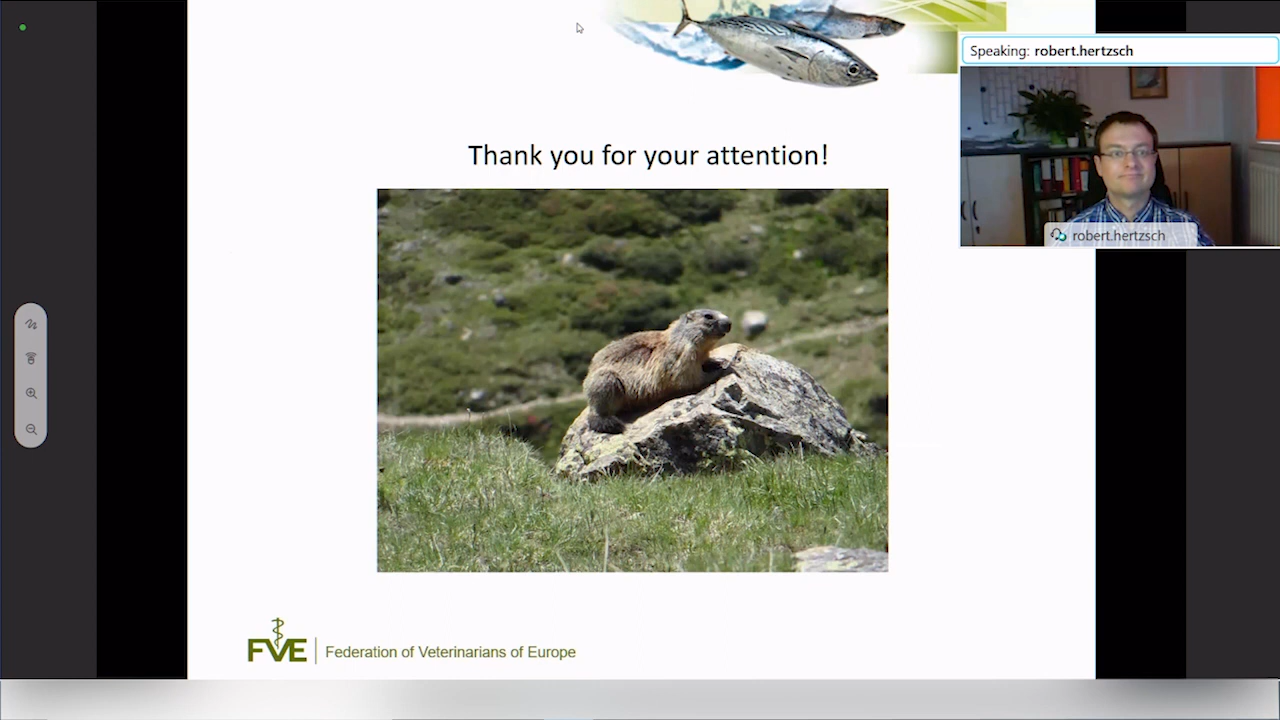 Speaking: robert.hertzsch
robert.hertzsch
Thank you for your attention!
FVE
Federation of Veterinarians of Europe